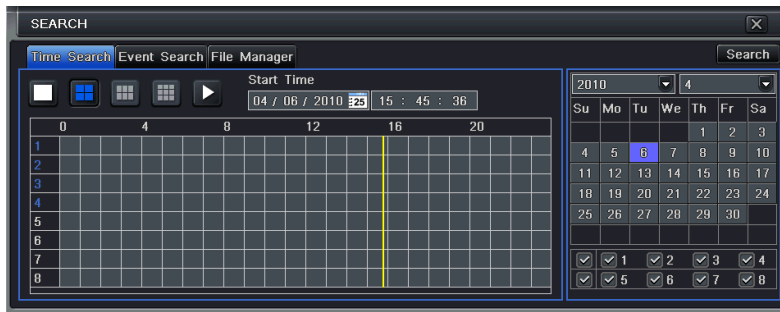 SEARCH
Time Search Event Search File Manager Search
Start Time
04 / 06 / 2010 25 15 : 45 : 36
0 4 8 12 16 20
1
2
3
4
5
6
7
8
2010 4
Su Mo Tu We Th Fr Sa
1 2 3
4 5 6 7 8 9 10
11 12 13 14 15 16 17
18 19 20 21 22 23 24
25 26 27 28 29 30
1 2 3 4
5 6 7 8